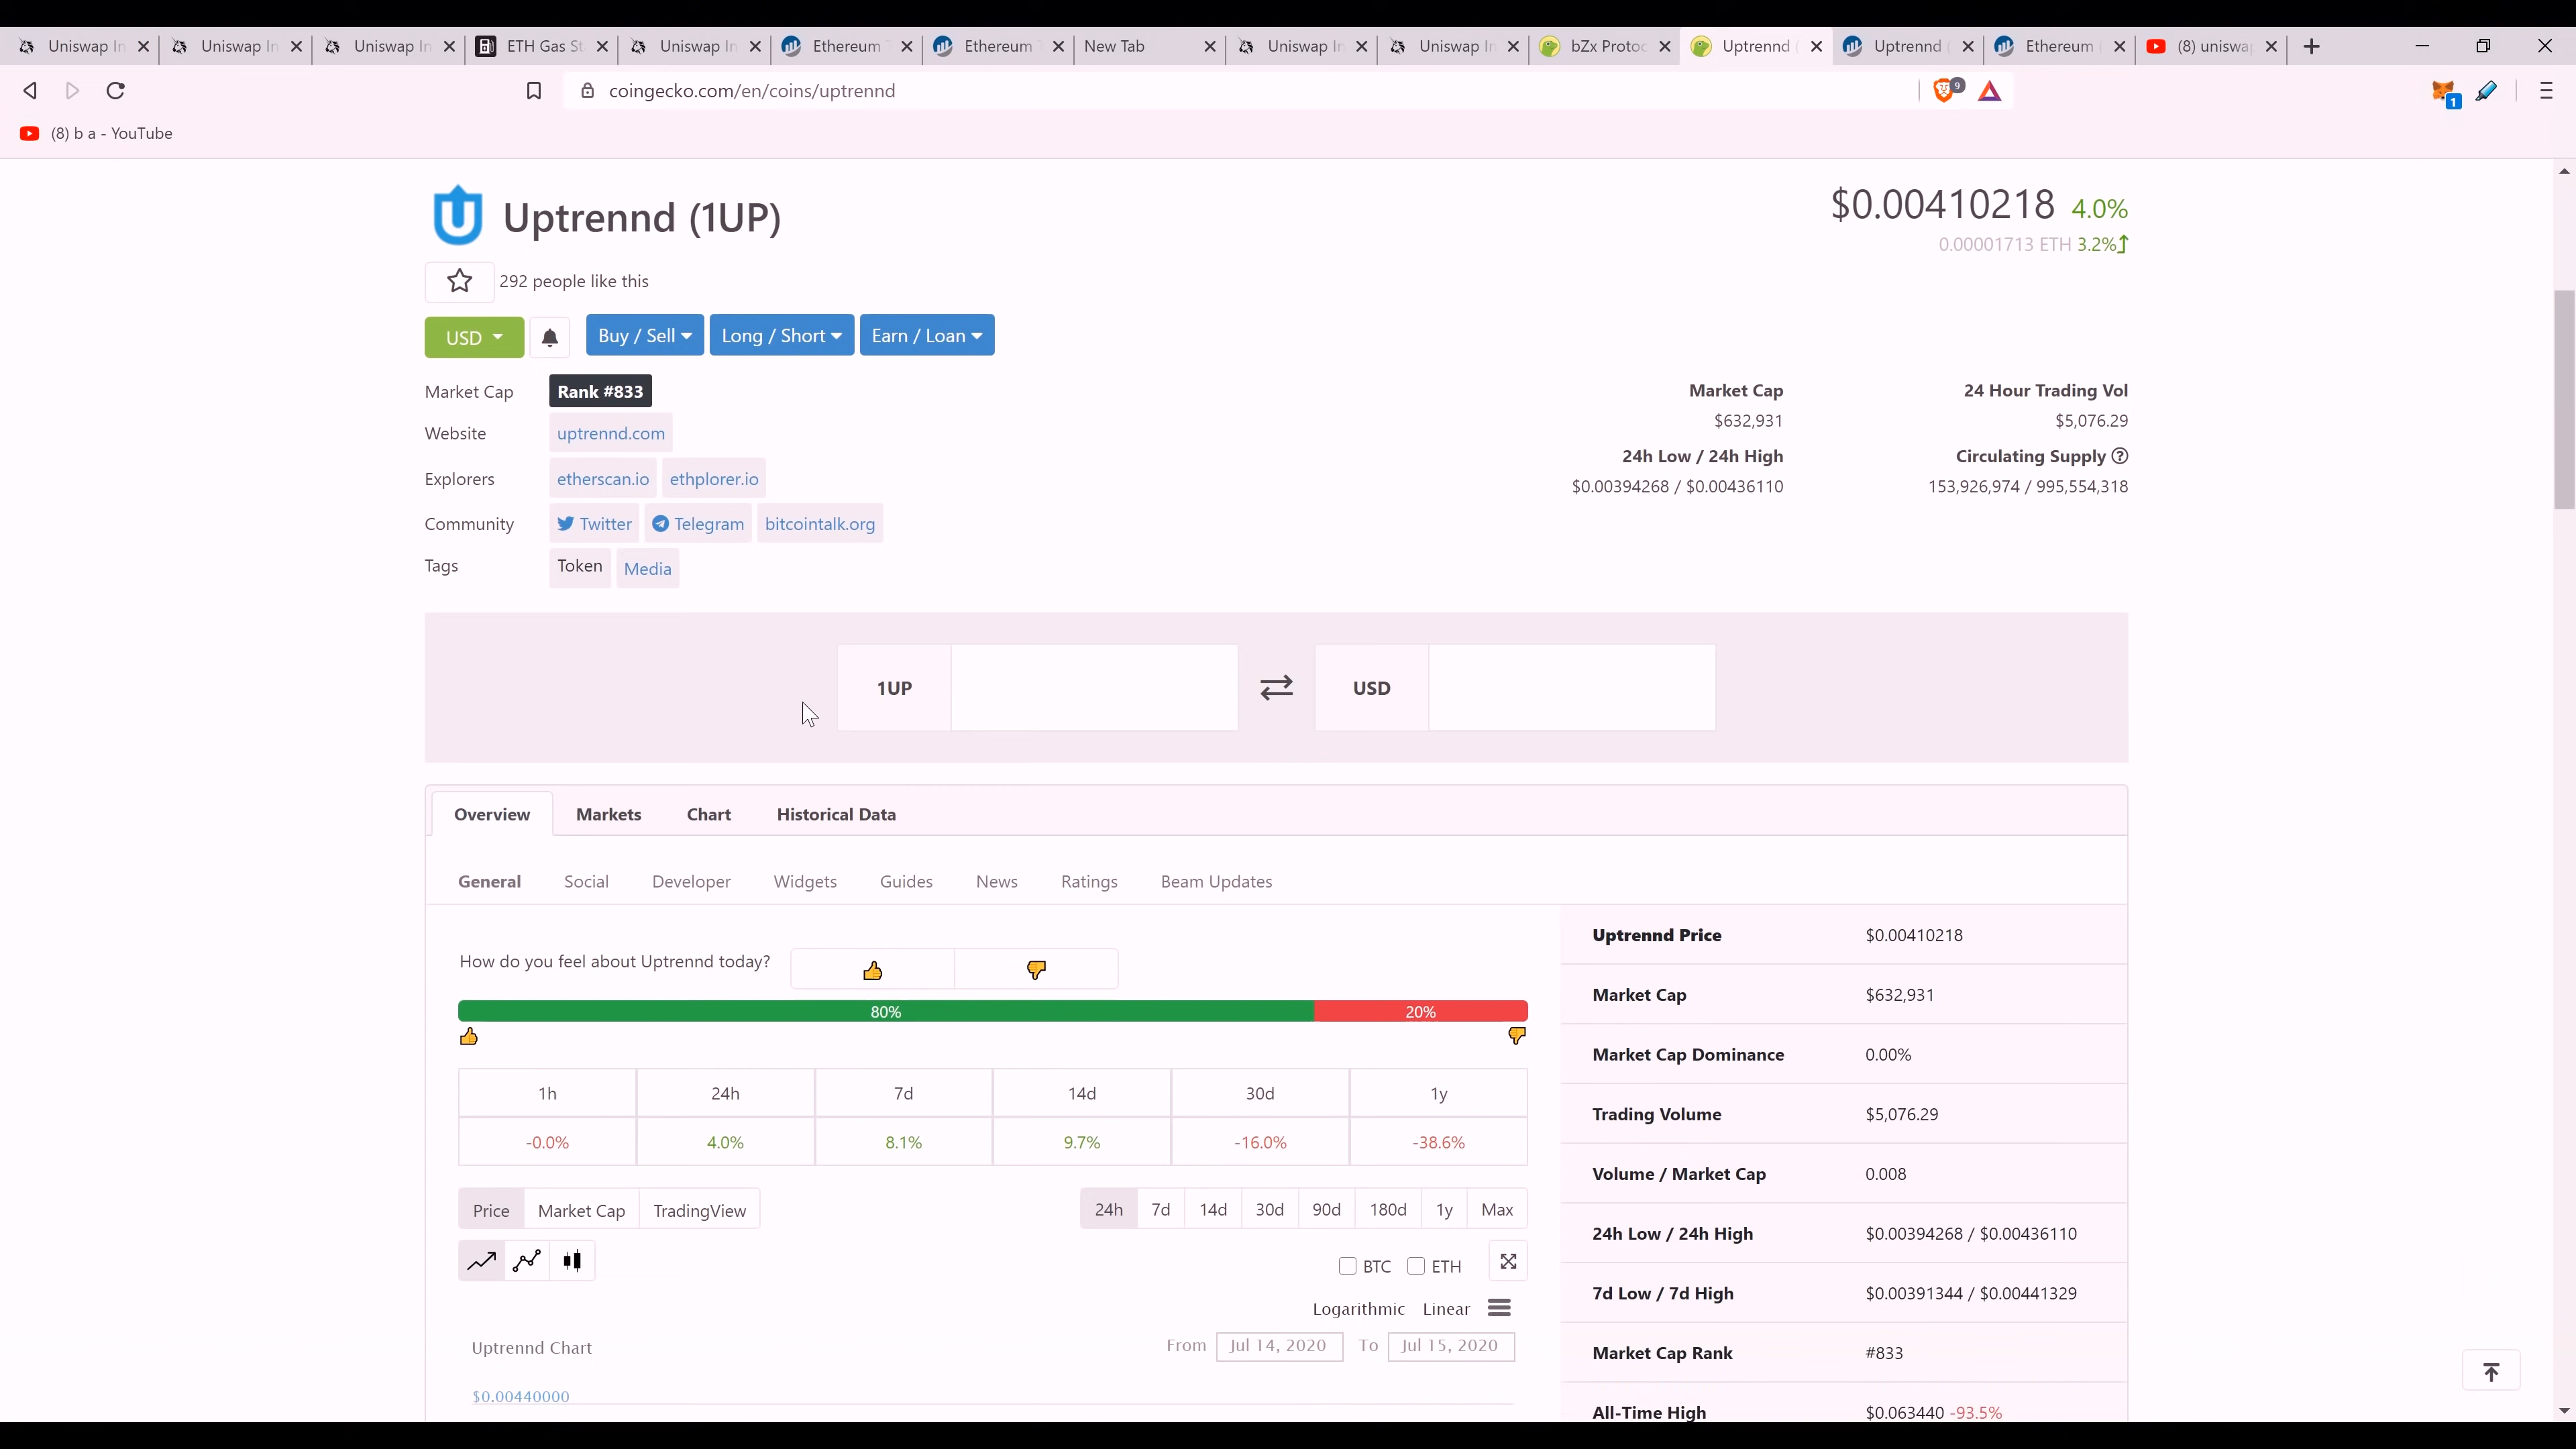 Uniswap In
Uniswap In
Uniswap In
ETH Gas St
Uniswap In
Ethereum T
Ethereum T
New Tab
Uniswap In
Uniswap In
bZx Protoc
Uptrennd (
Uptrennd (
Ethereum (
(8) uniswap
coingecko.com/en/coins/uptrennd
9
1
(8) b a - YouTube
Uptrennd (1UP)
$0.00410218 4.0%
0.00001713 ETH 3.2%
292 people like this
USD
Buy / Sell
Long / Short
Earn / Loan
Market Cap Rank #833
Website uptrennd.com
Explorers etherscan.io ethplorer.io
Community Twitter Telegram bitcointalk.org
Tags Token Media
Market Cap
$632,931
24 Hour Trading Vol
$5,076.29
24h Low / 24h High
$0.00394268 / $0.00436110
Circulating Supply
153,926,974 / 995,554,318
1UP
USD
Overview Markets Chart Historical Data
General Social Developer Widgets Guides News Ratings Beam Updates
How do you feel about Uptrennd today?
80% 20%
1h 24h 7d 14d 30d 1y
-0.0% 4.0% 8.1% 9.7% -16.0% -38.6%
Price Market Cap TradingView
24h 7d 14d 30d 90d 180d 1y Max
BTC ETH
Logarithmic Linear
Uptrennd Chart
From Jul 14, 2020 To Jul 15, 2020
$0.00440000
Uptrennd Price $0.00410218
Market Cap $632,931
Market Cap Dominance 0.00%
Trading Volume $5,076.29
Volume / Market Cap 0.008
24h Low / 24h High $0.00394268 / $0.00436110
7d Low / 7d High $0.00391344 / $0.00441329
Market Cap Rank #833
All-Time High $0.063440 -93.5%